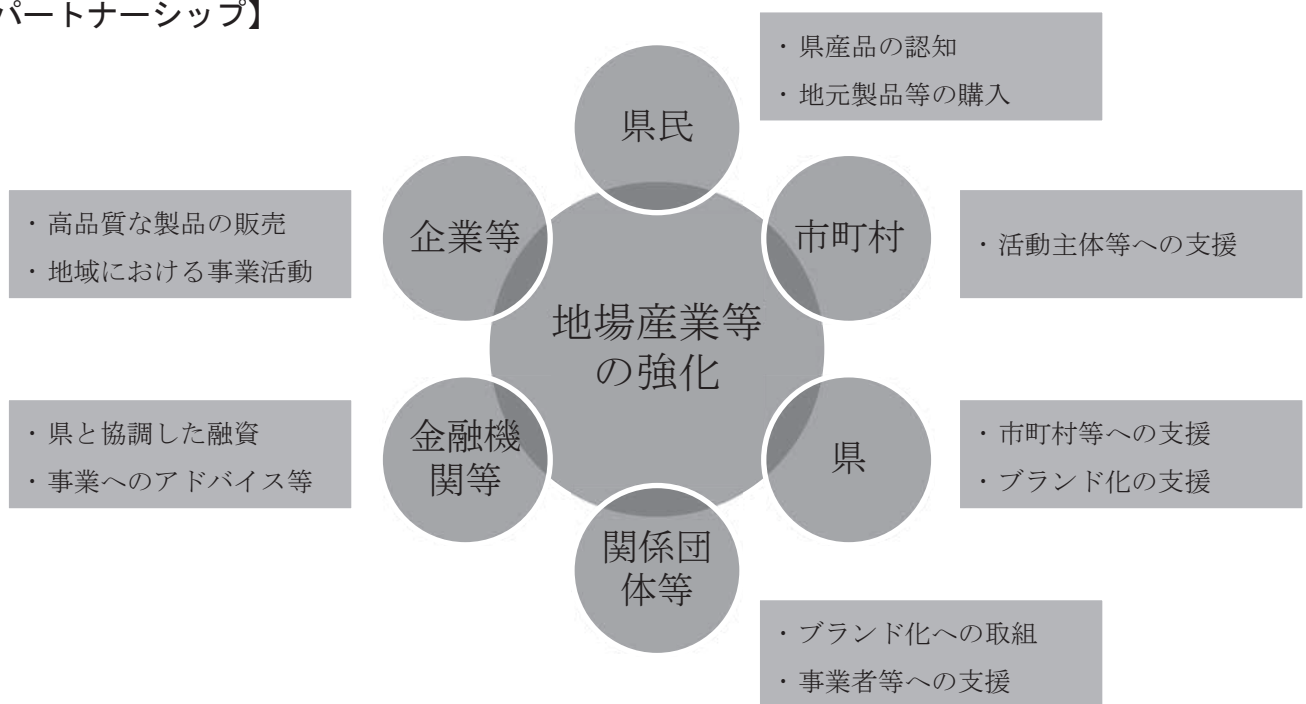 パートナーシップ】
・県産品の認知
・地元製品等の購入
県民
企業等
・高品質な製品の販売
・地域における事業活動
市町村
・活動主体等への支援
地場産業等
の強化
金融機
関等
・県と協調した融資
・事業へのアドバイス等
県
・市町村等への支援
・ブランド化の支援
関係団
体等
・ブランド化への取組
・事業者等への支援